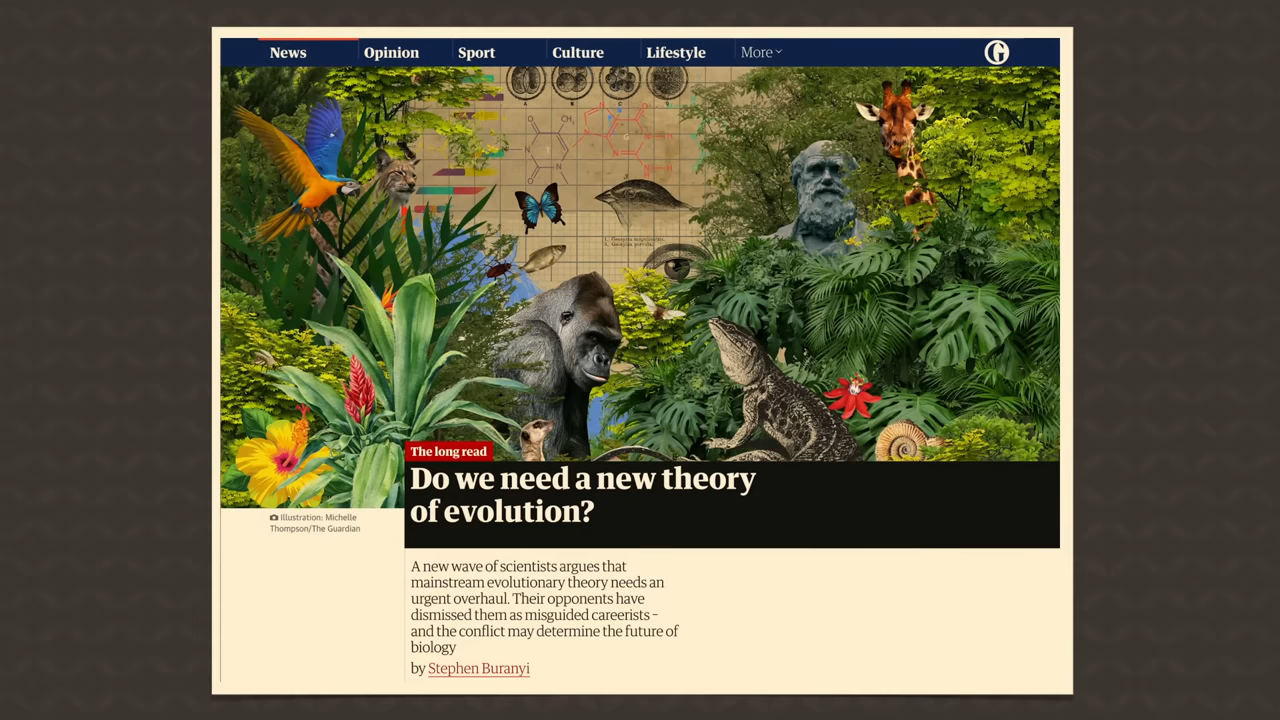 News Opinion Sport Culture Lifestyle More
A B C D
CH₃
The long read
Do we need a new theory
of evolution?
Illustration: Michelle
Thompson/The Guardian
A new wave of scientists argues that
mainstream evolutionary theory needs an
urgent overhaul. Their opponents have
dismissed them as misguided careerists –
and the conflict may determine the future of
biology
by Stephen Buranyi